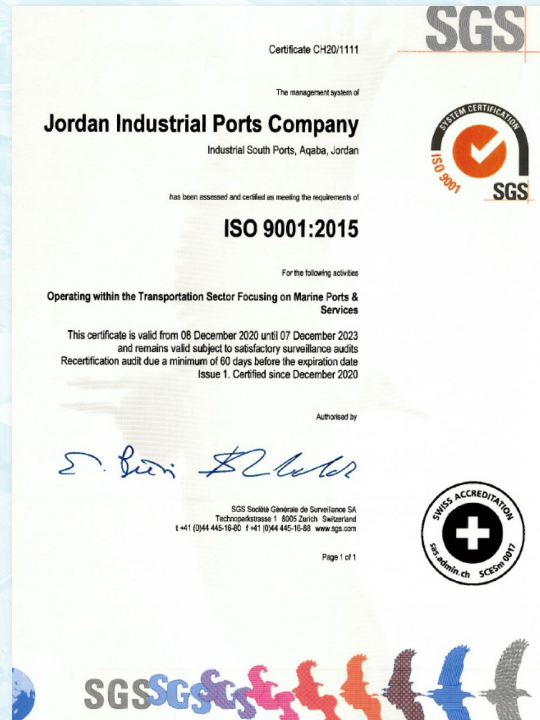 SGS
Certificate CH20/1111
The management system of
Jordan Industrial Ports Company
Industrial South Ports, Aqaba, Jordan
has been assessed and certified as meeting the requirements of
ISO 9001:2015
For the following activities
Operating within the Transportation Sector Focusing on Marine Ports &
Services
This certificate is valid from 08 December 2020 until 07 December 2023
and remains valid subject to satisfactory surveillance audits
Recertification audit due a minimum of 60 days before the expiration date
Issue 1. Certified since December 2020
Authorised by
SGS Société Générale de Surveillance SA
Technoparkstrasse 1 8005 Zurich Switzerland
t +41 (0)44 445-16-80 f +41 (0)44 445-16-88 www.sgs.com
Page 1 of 1
SYSTEM CERTIFICATION
ISO 9001
SGS
SWISS ACCREDITATION
sas.admin.ch SCESm 0017
SGSSGSSGS